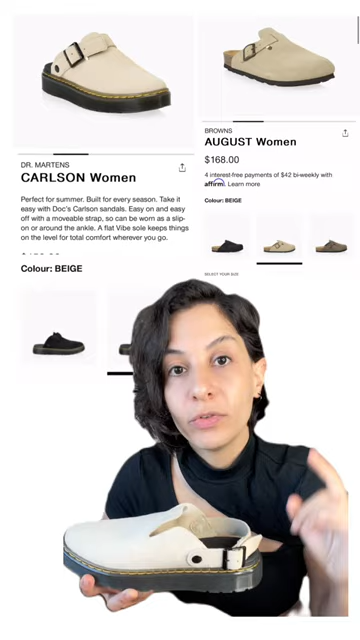 DR. MARTENS
CARLSON Women
Perfect for summer. Built for every season. Take it
easy with Doc's Carlson sandals. Easy on and easy
off with a moveable strap, so can be worn as a slip-
on or around the ankle. A flat Vibe sole keeps things
on the level for total comfort wherever you go.
Colour: BEIGE
BROWNS
AUGUST Women
$168.00
4 interest-free payments of $42 bi-weekly with
affirm. Learn more
Colour: BEIGE
SELECT YOUR SIZE